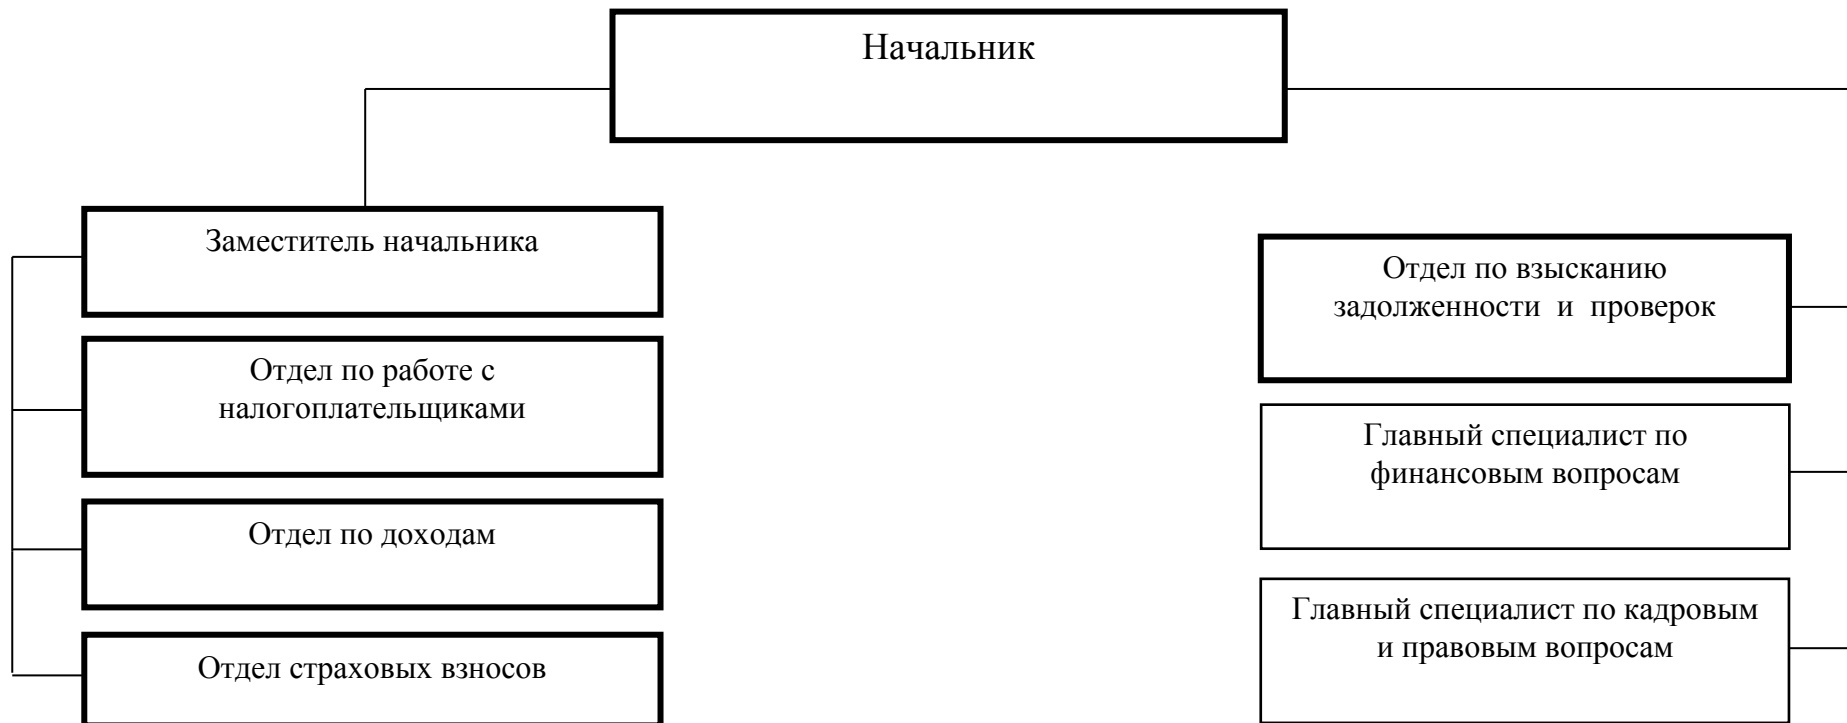 Начальник
Заместитель начальника
Отдел по работе с
налогоплательщиками
Отдел по доходам
Отдел страховых взносов
Отдел по взысканию
задолженности и проверок
Главный специалист по
финансовым вопросам
Главный специалист по кадровым
и правовым вопросам